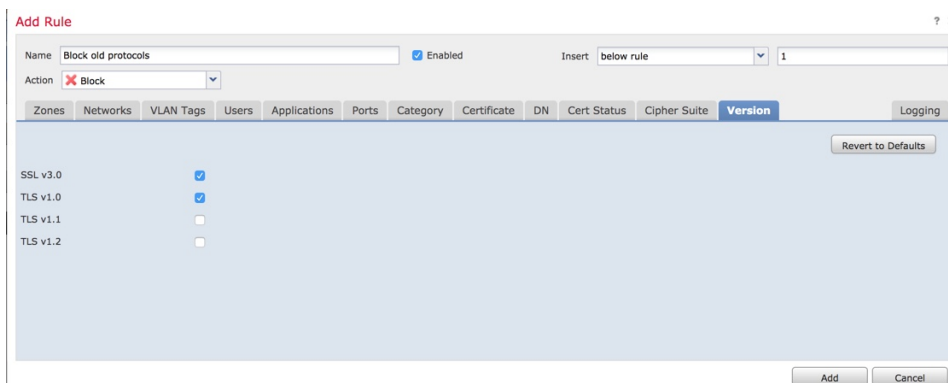 Add Rule ?
Name Block old protocols Enabled Insert below rule 1
Action Block
Zones Networks VLAN Tags Users Applications Ports Category Certificate DN Cert Status Cipher Suite Version Logging
Revert to Defaults
SSL v3.0
TLS v1.0
TLS v1.1
TLS v1.2
Add Cancel